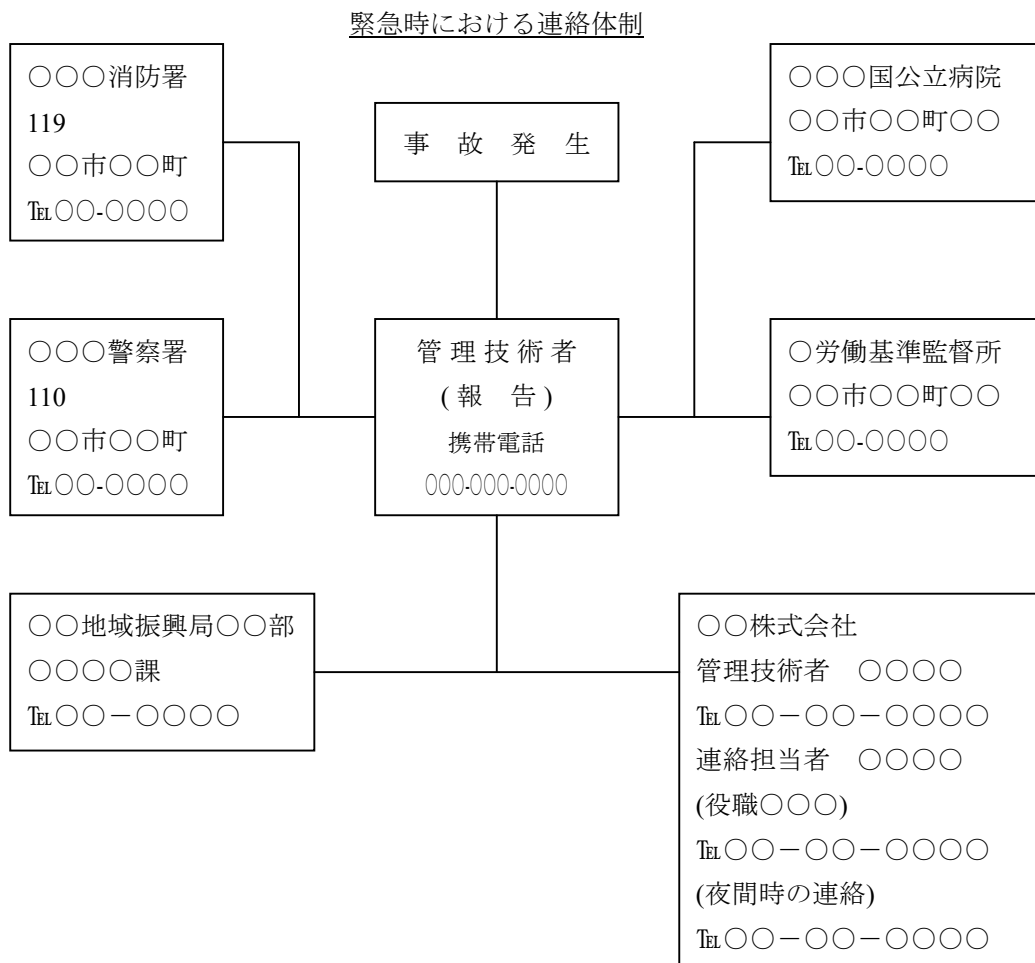 緊急時における連絡体制
○○○消防署
119
○○市○○町
℡○○-○○○○
事 故 発 生
○○○国公立病院
○○市○○町○○
℡○○-○○○○
○○○警察署
110
○○市○○町
℡○○-○○○○
管 理 技 術 者
(報 告)
携帯電話
○○○-○○○-○○○○
○労働基準監督所
○○市○○町○○
℡○○-○○○○
○○地域振興局○○部
○○○○課
℡○○－○○○○
○○株式会社
管理技術者 ○○○○
℡○○－○○－○○○○
連絡担当者 ○○○○
(役職○○○)
℡○○－○○－○○○○
(夜間時の連絡)
℡○○－○○－○○○○